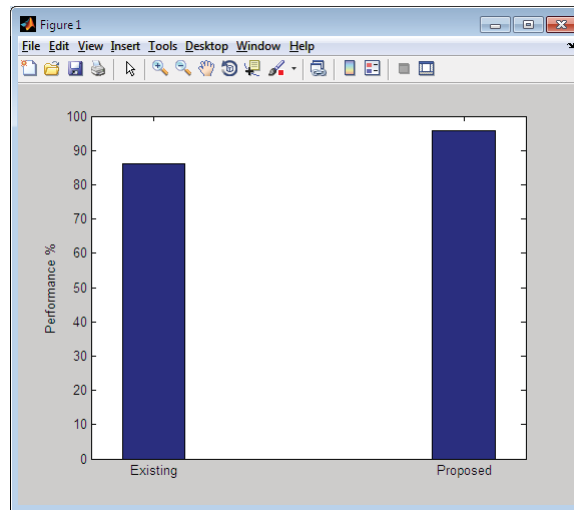 Figure 1
File Edit View Insert Tools Desktop Window Help
100
90
80
70
60
50
40
30
20
10
0
Performance %
Existing Proposed